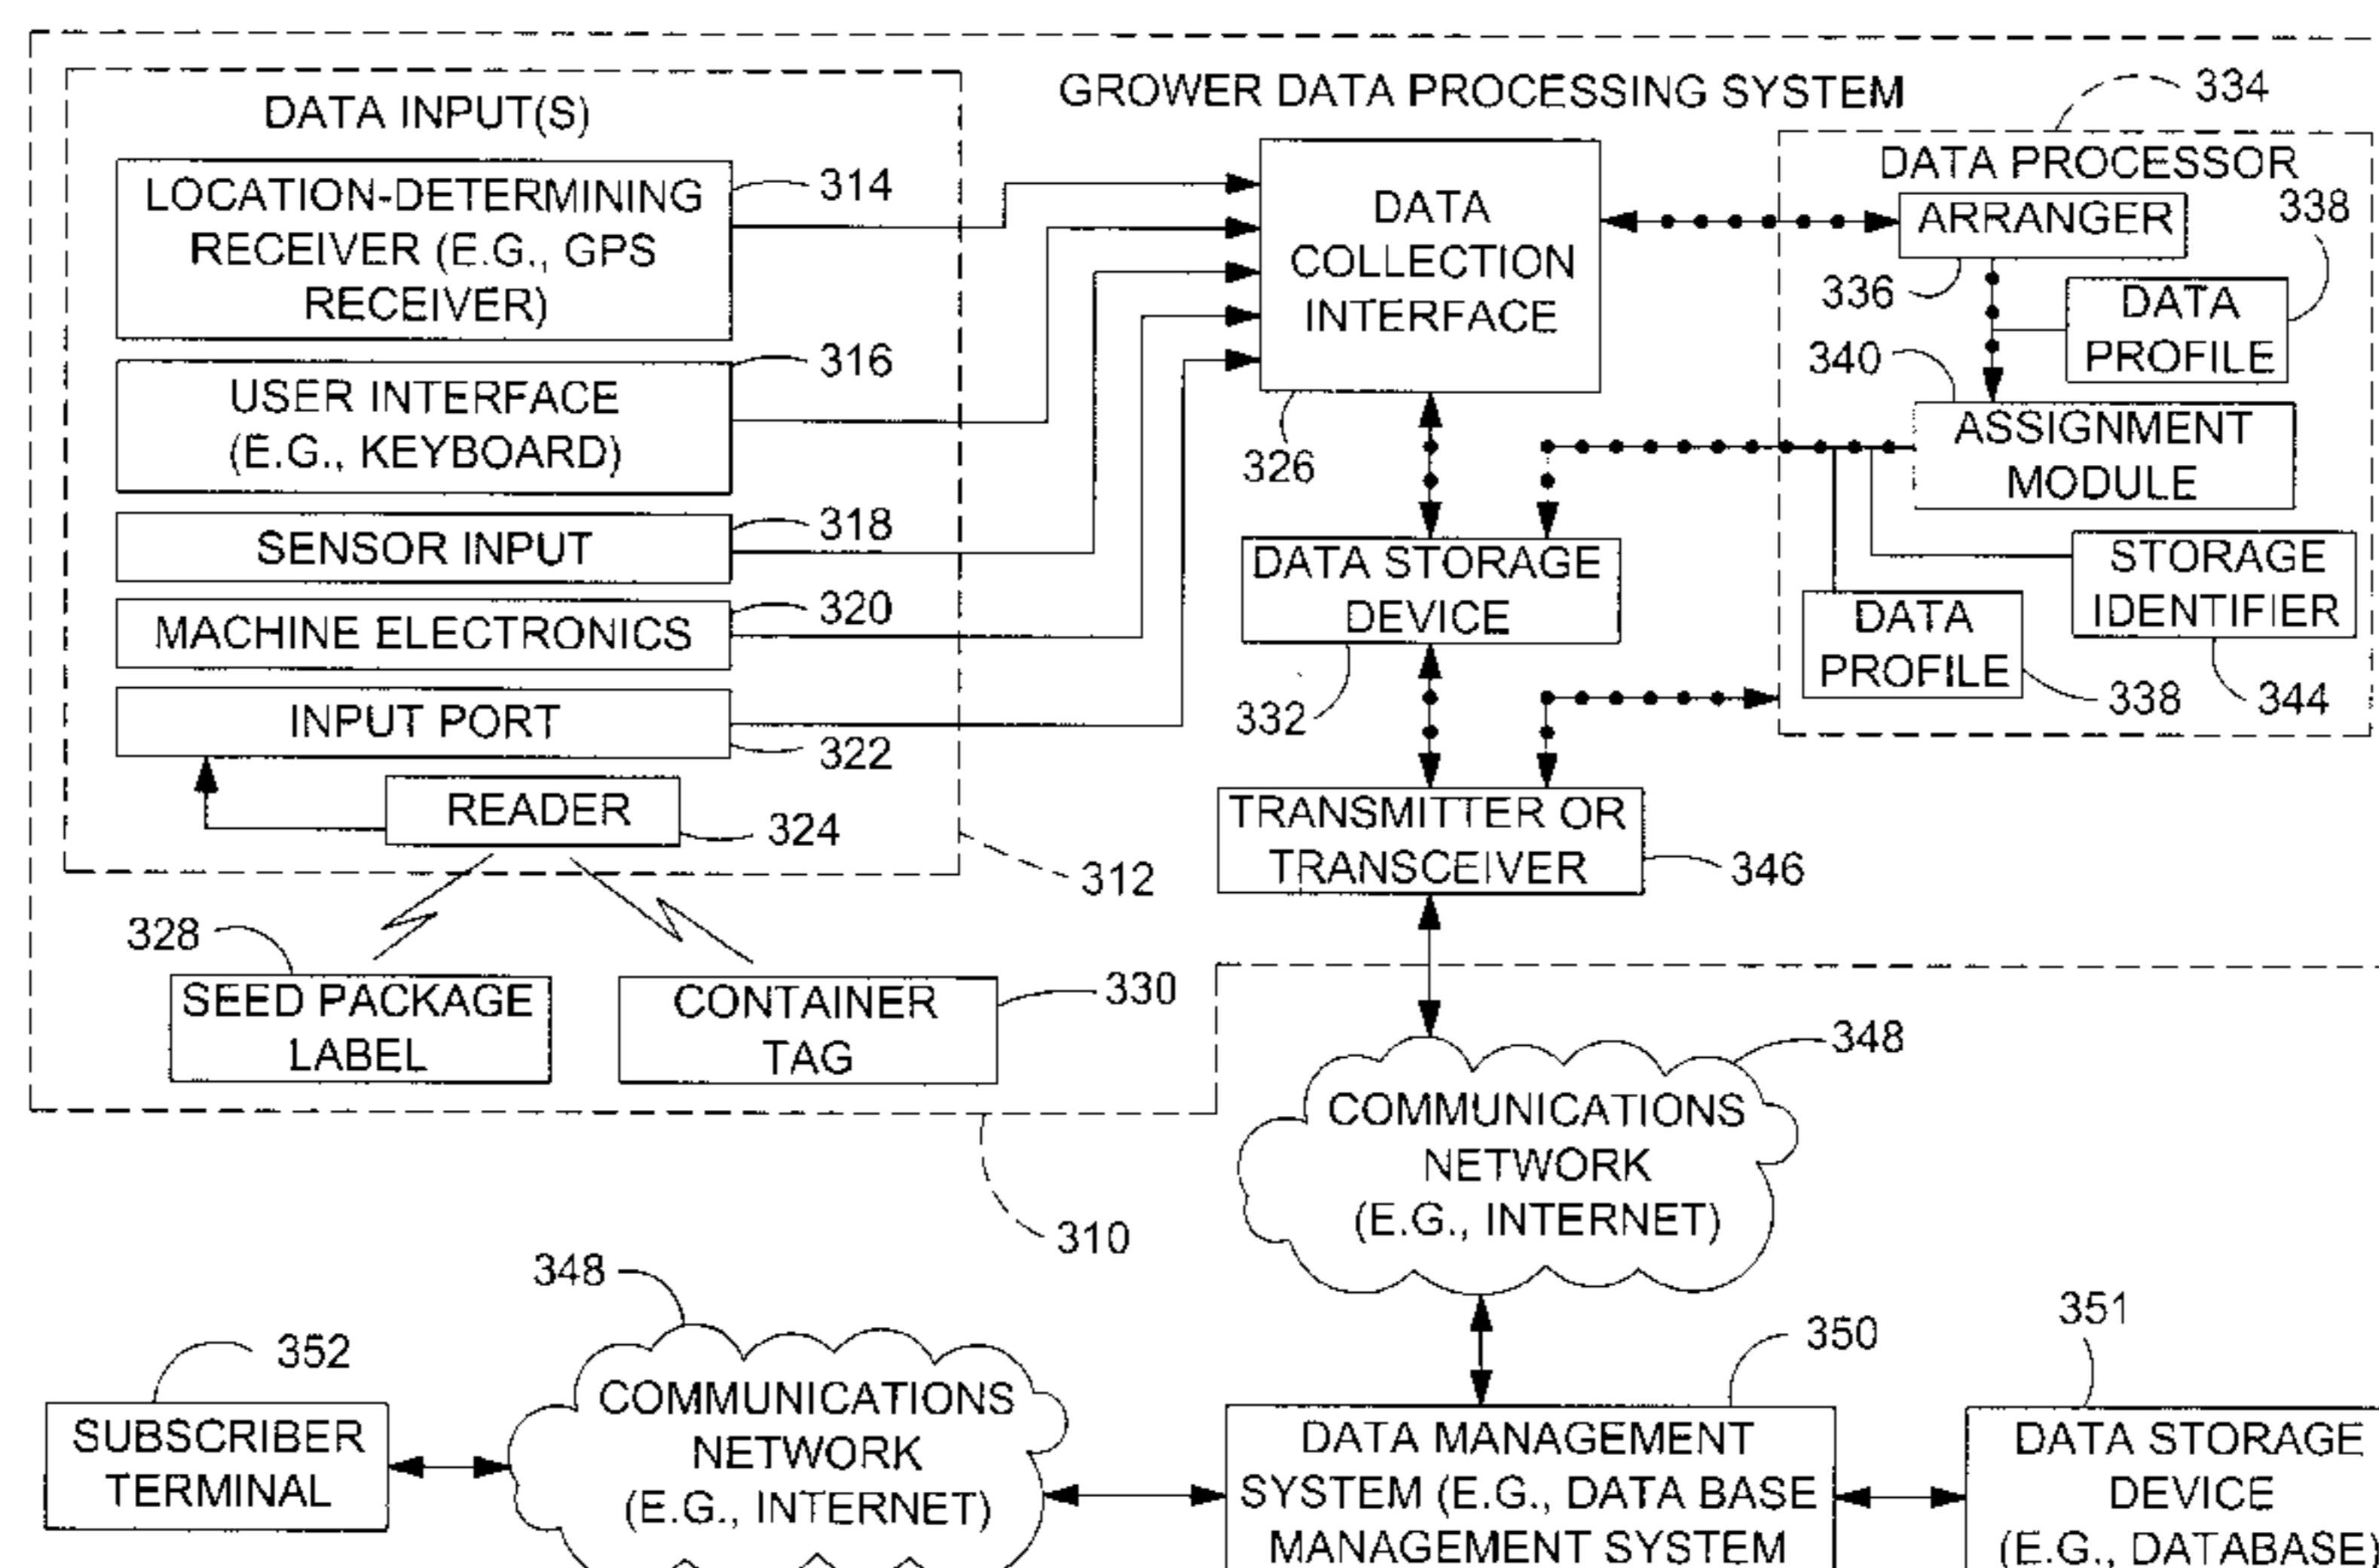 GROWER DATA PROCESSING SYSTEM
DATA INPUT(S)
LOCATION-DETERMINING
RECEIVER (E.G., GPS
RECEIVER)
314
USER INTERFACE
(E.G., KEYBOARD)
316
SENSOR INPUT
318
MACHINE ELECTRONICS
320
INPUT PORT
322
READER
324
312
328
SEED PACKAGE
LABEL
CONTAINER
TAG
330
310
DATA
COLLECTION
INTERFACE
326
DATA STORAGE
DEVICE
332
TRANSMITTER OR
TRANSCEIVER
346
334
DATA PROCESSOR
ARRANGER
336
338
DATA
PROFILE
340
ASSIGNMENT
MODULE
STORAGE
IDENTIFIER
344
DATA
PROFILE
338
348
COMMUNICATIONS
NETWORK
(E.G., INTERNET)
352
SUBSCRIBER
TERMINAL
348
COMMUNICATIONS
NETWORK
(E.G., INTERNET)
350
DATA MANAGEMENT
SYSTEM (E.G., DATA BASE
MANAGEMENT SYSTEM
351
DATA STORAGE
DEVICE
(E.G., DATABASE)